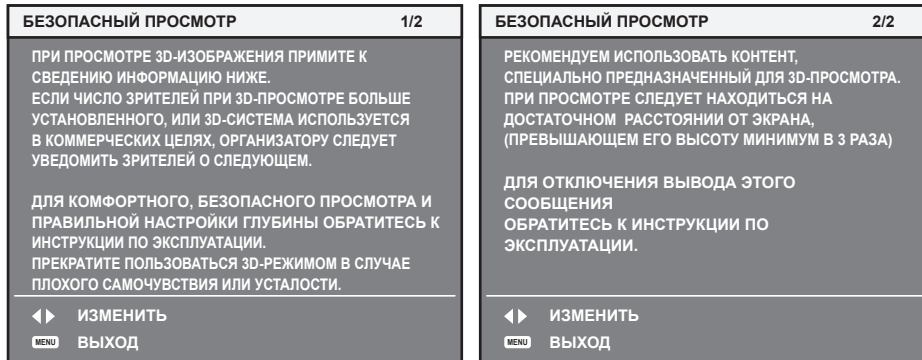 БЕЗОПАСНЫЙ ПРОСМОТР 1/2
ПРИ ПРОСМОТРЕ 3D-ИЗОБРАЖЕНИЯ ПРИМИТЕ К
СВЕДЕНИЮ ИНФОРМАЦИЮ НИЖЕ.
ЕСЛИ ЧИСЛО ЗРИТЕЛЕЙ ПРИ 3D-ПРОСМОТРЕ БОЛЬШЕ
УСТАНОВЛЕННОГО, ИЛИ 3D-СИСТЕМА ИСПОЛЬЗУЕТСЯ
В КОММЕРЧЕСКИХ ЦЕЛЯХ, ОРГАНИЗАТОРУ СЛЕДУЕТ
УВЕДОМИТЬ ЗРИТЕЛЕЙ О СЛЕДУЮЩЕМ.
ДЛЯ КОМФОРТНОГО, БЕЗОПАСНОГО ПРОСМОТРА И
ПРАВИЛЬНОЙ НАСТРОЙКИ ГЛУБИНЫ ОБРАТИТЕСЬ К
ИНСТРУКЦИИ ПО ЭКСПЛУАТАЦИИ.
ПРЕКРАТИТЕ ПОЛЬЗОВАТЬСЯ 3D-РЕЖИМОМ В СЛУЧАЕ
ПЛОХОГО САМОЧУВСТВИЯ ИЛИ УСТАЛОСТИ.
ИЗМЕНИТЬ
MENU ВЫХОД
БЕЗОПАСНЫЙ ПРОСМОТР 2/2
РЕКОМЕНДУЕМ ИСПОЛЬЗОВАТЬ КОНТЕНТ,
СПЕЦИАЛЬНО ПРЕДНАЗНАЧЕННЫЙ ДЛЯ 3D-ПРОСМОТРА.
ПРИ ПРОСМОТРЕ СЛЕДУЕТ НАХОДИТЬСЯ НА
ДОСТАТОЧНОМ РАССТОЯНИИ ОТ ЭКРАНА,
(ПРЕВЫШАЮЩЕМ ЕГО ВЫСОТУ МИНИМУМ В 3 РАЗА)
ДЛЯ ОТКЛЮЧЕНИЯ ВЫВОДА ЭТОГО
СООБЩЕНИЯ
ОБРАТИТЕСЬ К ИНСТРУКЦИИ ПО
ЭКСПЛУАТАЦИИ.
ИЗМЕНИТЬ
MENU ВЫХОД